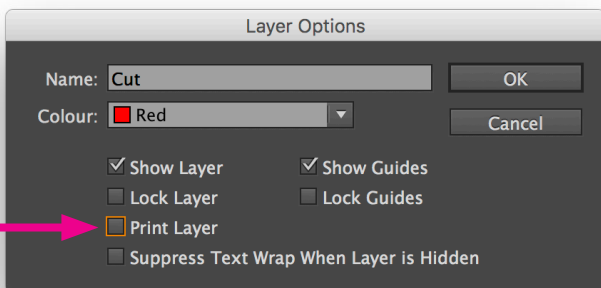 Layer Options
Name: Cut OK
Colour: Red Cancel
Show Layer Show Guides
Lock Layer Lock Guides
Print Layer
Suppress Text Wrap When Layer is Hidden